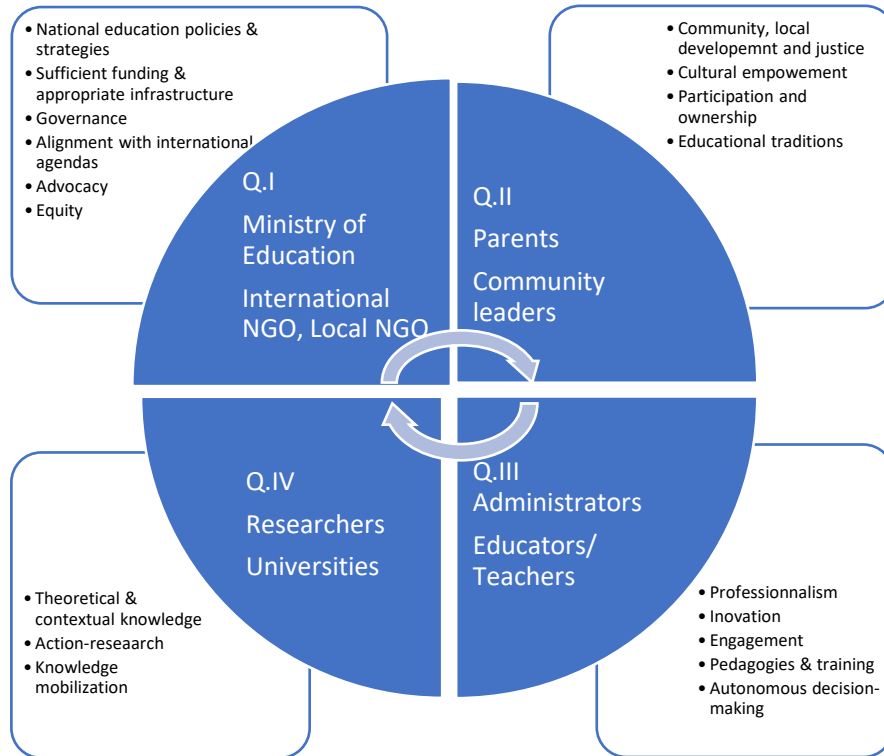 • National education policies &
strategies
• Sufficient funding &
appropriate infrastructure
• Governance
• Alignment with international
agendas
• Advocacy
• Equity
• Community, local
developemnt and justice
• Cultural empowement
• Participation and
ownership
• Educational traditions
Q.I
Ministry of
Education
International
NGO, Local NGO
Q.II
Parents
Community
leaders
Q.IV
Researchers
Universities
Q.III
Administrators
Educators/
Teachers
• Theoretical &
contextual knowledge
• Action-reseaarch
• Knowledge
mobilization
• Professionnalism
• Inovation
• Engagement
• Pedagogies & training
• Autonomous decision-
making